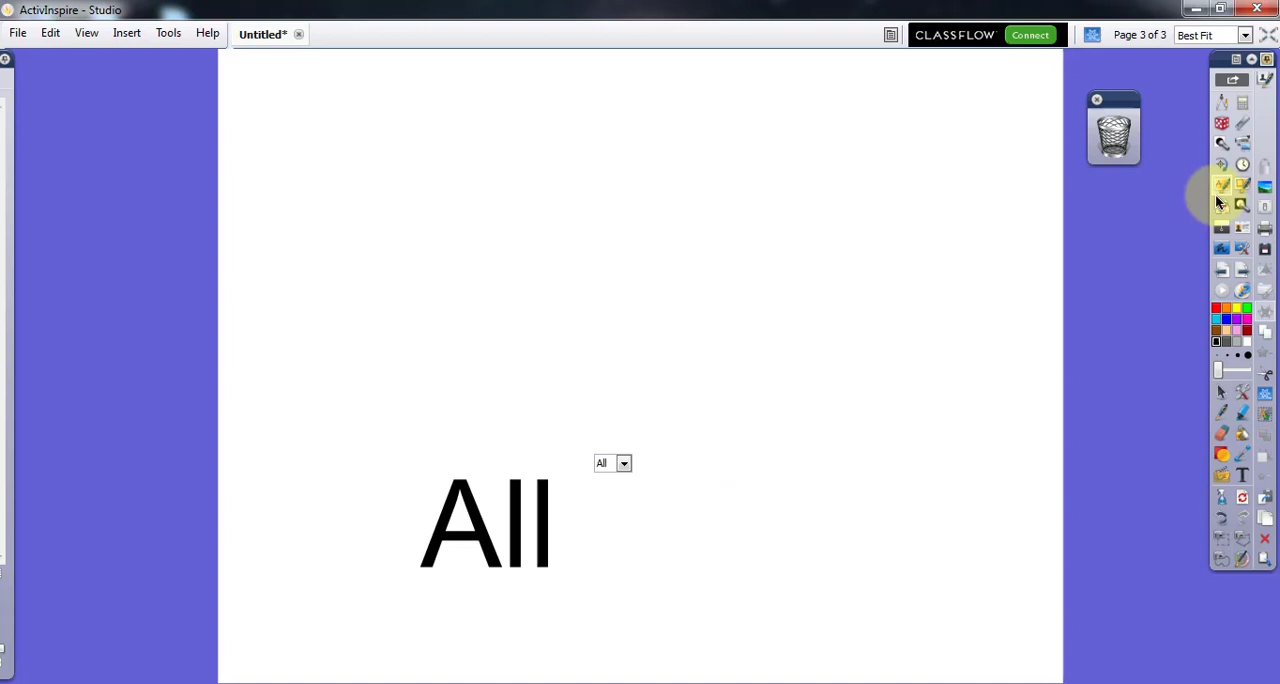 ActivInspire - Studio
File Edit View Insert Tools Help Untitled* CLASSFLOW Connect Page 3 of 3 Best Fit
All
All
T